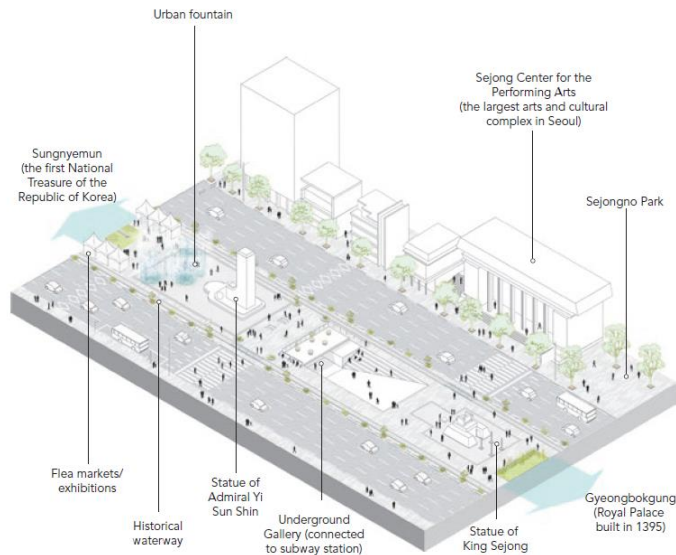 Urban fountain
Sejong Center for the
Performing Arts
(the largest arts and cultural
complex in Seoul)
Sungnyemun
(the first National
Treasure of the
Republic of Korea)
Sejongno Park
Flea markets/
exhibitions
Historical
waterway
Statue of
Admiral Yi
Sun Shin
Underground
Gallery (connected
to subway station)
Statue of
King Sejong
Gyeongbokgung
(Royal Palace
built in 1395)